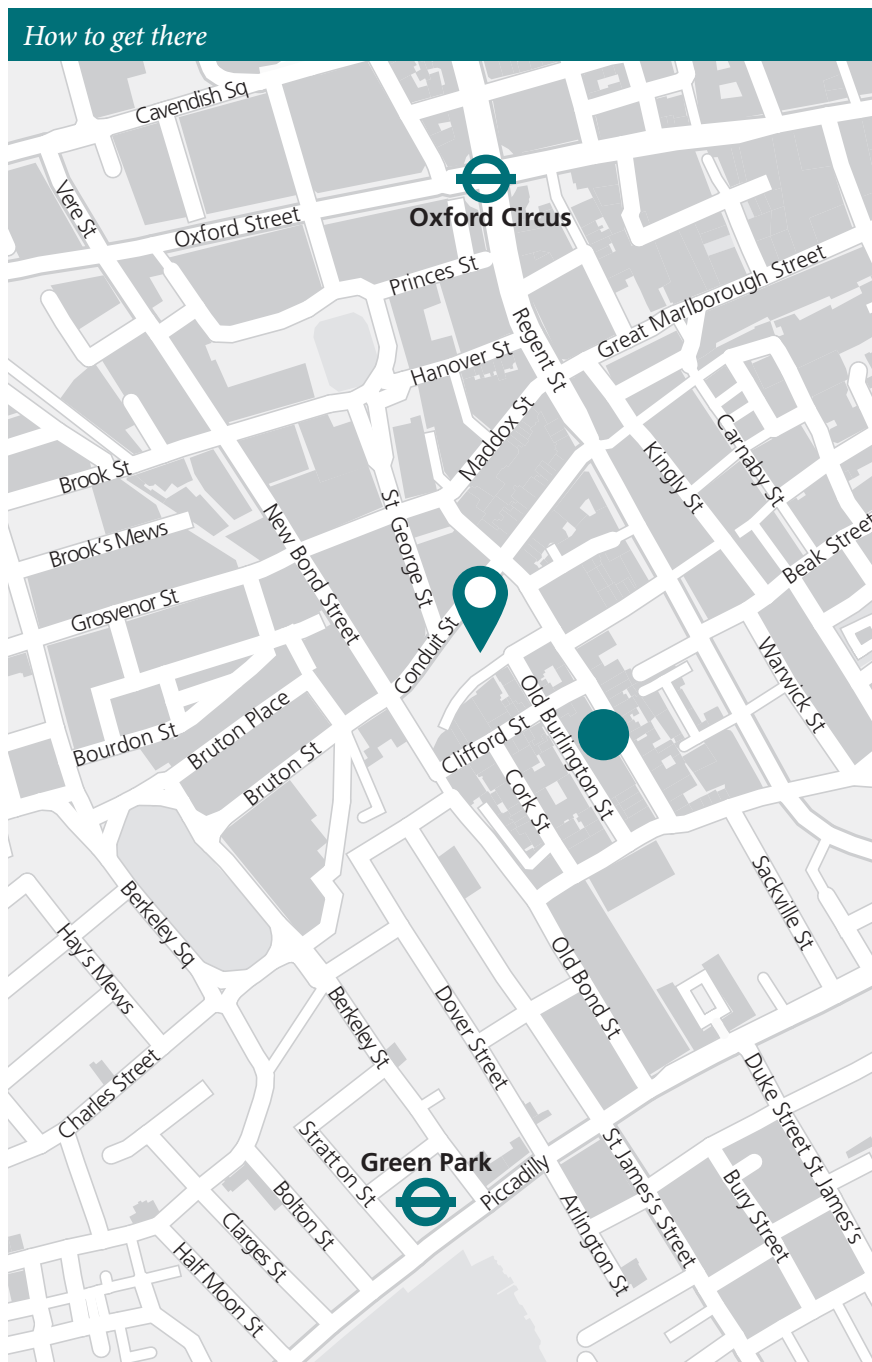 How to get there
Cavendish Sq
Vere St
Oxford Street
Oxford Circus
Princes St
Regent St
Great Marlborough Street
Hanover St
Maddox St
Carnaby St
Kingly St
Brook St
St George St
New Bond Street
Brook's Mews
Beak Street
Grosvenor St
Conduit St
Warwick St
Old Burlington St
Bruton Place
Bourdon St
Clifford St
Bruton St
Cork St
Sackville St
Berkeley Sq
Hay's Mews
Old Bond St
Dover Street
Berkeley St
Charles Street
Duke Street St James's
Stratt on St
Green Park
Piccadilly
St James's Street
Bury Street
Arlington St
Bolton St
Clarges St
Half Moon St